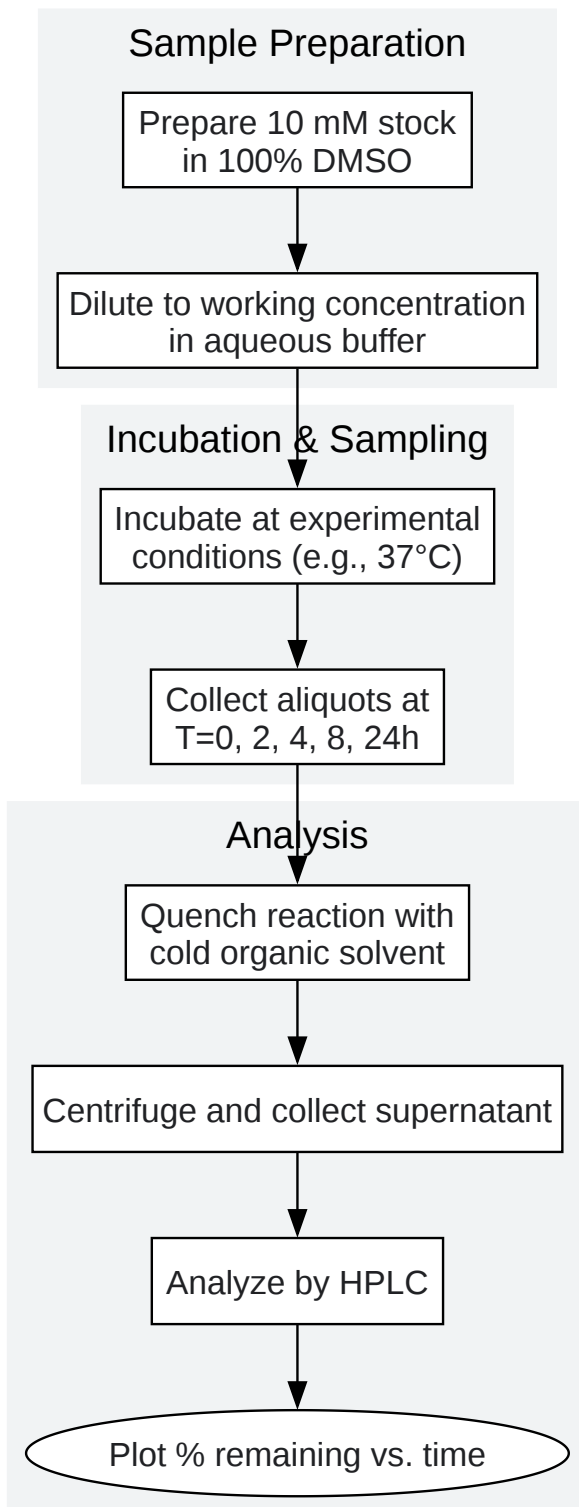 Sample Preparation
Prepare 10 mM stock
in 100% DMSO
Dilute to working concentration
in aqueous buffer
Incubation & Sampling
Incubate at experimental
conditions (e.g., 37°C)
Collect aliquots at
T=0, 2, 4, 8, 24h
Analysis
Quench reaction with
cold organic solvent
Centrifuge and collect supernatant
Analyze by HPLC
Plot % remaining vs. time